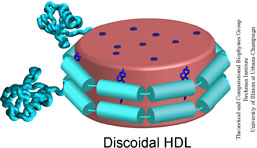 Discoidal HDL
Theoretical and Computational Biophysics Group
Beckman Institute
University of Illinois at Urbana-Champaign